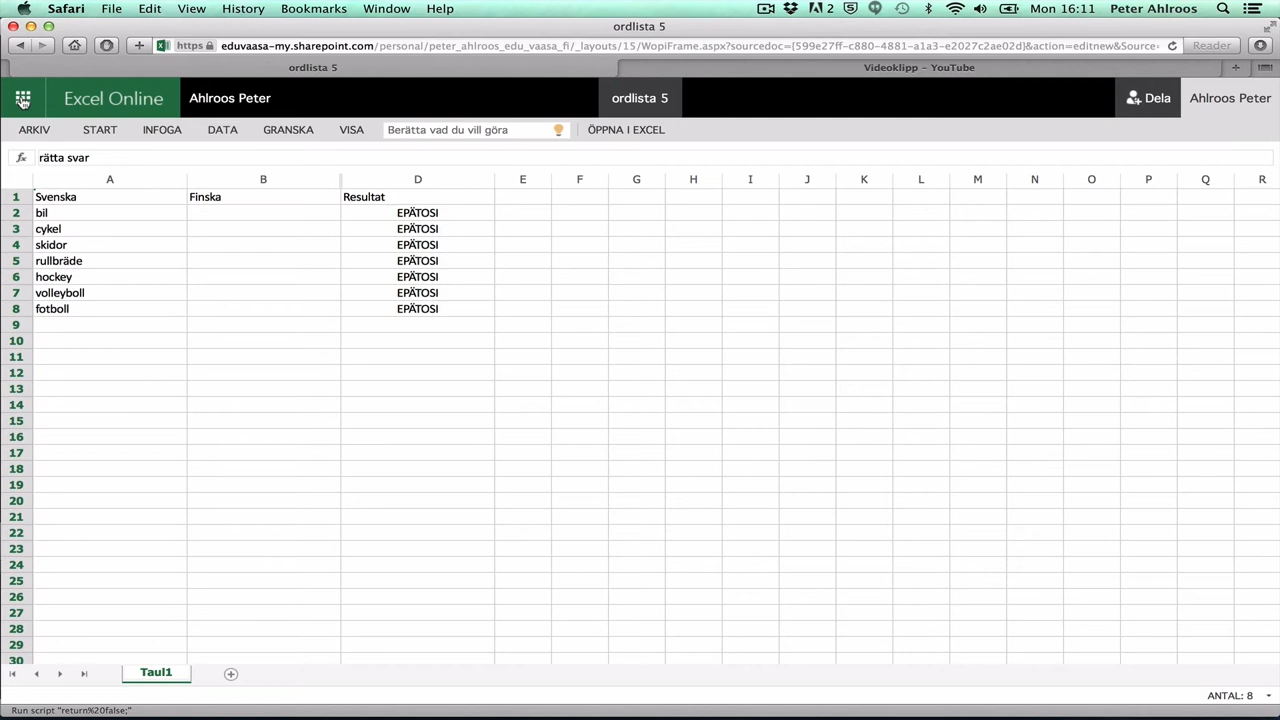 Safari File Edit View History Bookmarks Window Help 2 5 Mon 16:11 Peter Ahlroos
ordlista 5
https eduvaasa-my.sharepoint.com/personal/peter_ahlroos_edu_vaasa_fi/_layouts/15/WopiFrame.aspx?sourcedoc={599e27ff-c880-4881-a1a3-e2027c2ae02d}&action=editnew&Source= Reader
ordlista 5 Videoklipp – YouTube
Excel Online Ahlroos Peter ordlista 5 Dela Ahlroos Peter
ARKIV START INFOGA DATA GRANSKA VISA Berätta vad du vill göra ÖPPNA I EXCEL
fx rätta svar
A B D E F G H I J K L M N O P Q R
1 Svenska Finska Resultat
2 bil EPÄTOSI
3 cykel EPÄTOSI
4 skidor EPÄTOSI
5 rullbräde EPÄTOSI
6 hockey EPÄTOSI
7 volleyboll EPÄTOSI
8 fotboll EPÄTOSI
9
10
11
12
13
14
15
16
17
18
19
20
21
22
23
24
25
26
27
28
29
30
Taul1
ANTAL: 8
Run script "return%20false;"